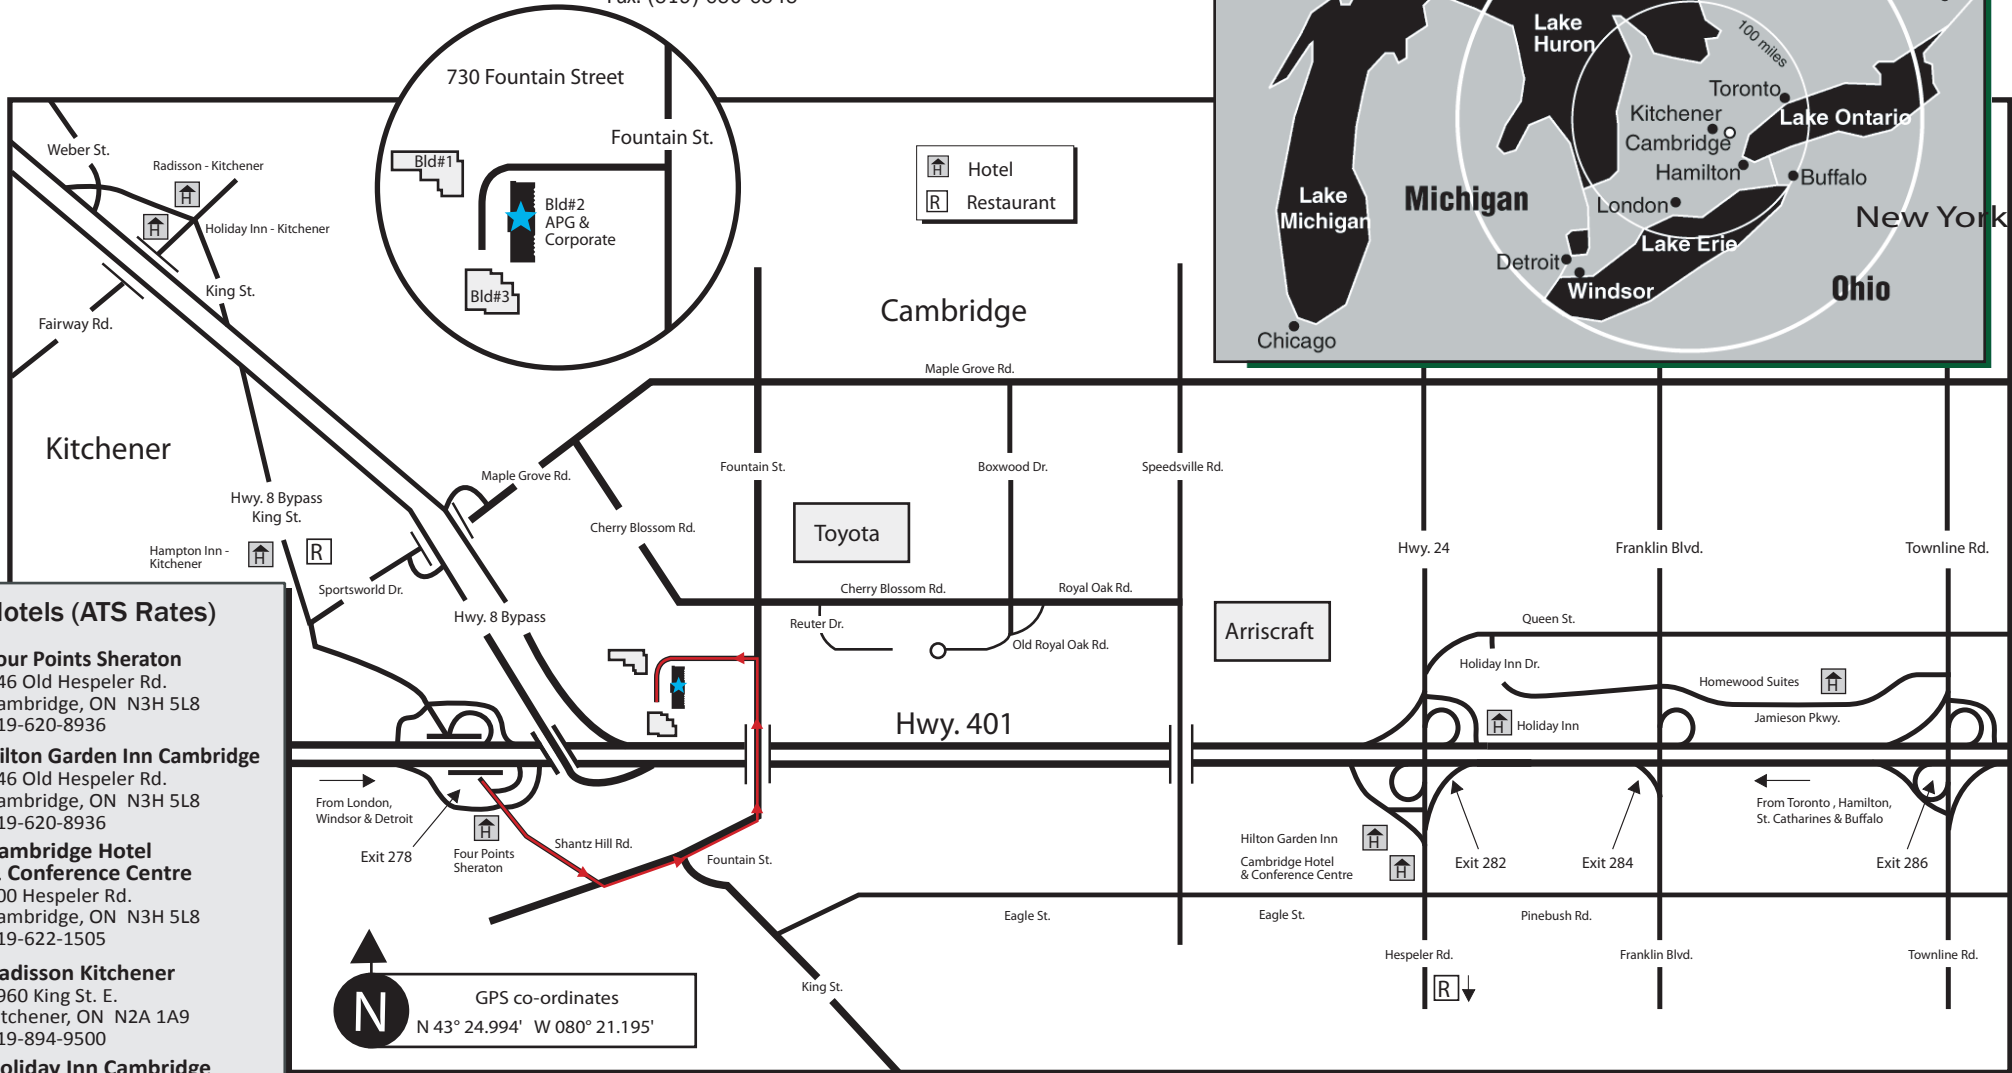 730 Fountain Street
Fountain St.
Bld#1
Bld#2
APG &
Corporate
Bld#3
Hotel
Restaurant
H
R
Lake
Huron
100 miles
Toronto
Kitchener
Lake Ontario
Cambridge
Hamilton
Buffalo
Lake
Michigan
Michigan
London
New York
Lake Erie
Detroit
Windsor
Ohio
Chicago
Weber St.
Radisson - Kitchener
H
H
Holiday Inn - Kitchener
King St.
Fairway Rd.
Cambridge
Maple Grove Rd.
Kitchener
Maple Grove Rd.
Fountain St.
Boxwood Dr.
Speedsville Rd.
Hwy. 8 Bypass
King St.
Cherry Blossom Rd.
Toyota
Hwy. 24
Franklin Blvd.
Townline Rd.
Hampton Inn -
Kitchener
H
R
Sportsworld Dr.
Cherry Blossom Rd.
Royal Oak Rd.
Hwy. 8 Bypass
Reuter Dr.
Old Royal Oak Rd.
Arriscraft
Queen St.
Holiday Inn Dr.
Homewood Suites
H
Jamieson Pkwy.
H
Holiday Inn
Hwy. 401
From London,
Windsor & Detroit
Exit 278
H
Four Points
Sheraton
Shantz Hill Rd.
Fountain St.
From Toronto , Hamilton,
St. Catharines & Buffalo
Hilton Garden Inn
H
Cambridge Hotel
& Conference Centre
H
Exit 282
Exit 284
Exit 286
Eagle St.
Eagle St.
Pinebush Rd.
Hespeler Rd.
Franklin Blvd.
Townline Rd.
R
King St.
N
GPS co-ordinates
N 43° 24.994' W 080° 21.195'
otels (ATS Rates)
our Points Sheraton
46 Old Hespeler Rd.
ambridge, ON N3H 5L8
19-620-8936
ilton Garden Inn Cambridge
46 Old Hespeler Rd.
ambridge, ON N3H 5L8
19-620-8936
ambridge Hotel
Conference Centre
00 Hespeler Rd.
ambridge, ON N3H 5L8
19-622-1505
adisson Kitchener
960 King St. E.
tchener, ON N2A 1A9
19-894-9500
oliday Inn Cambridge